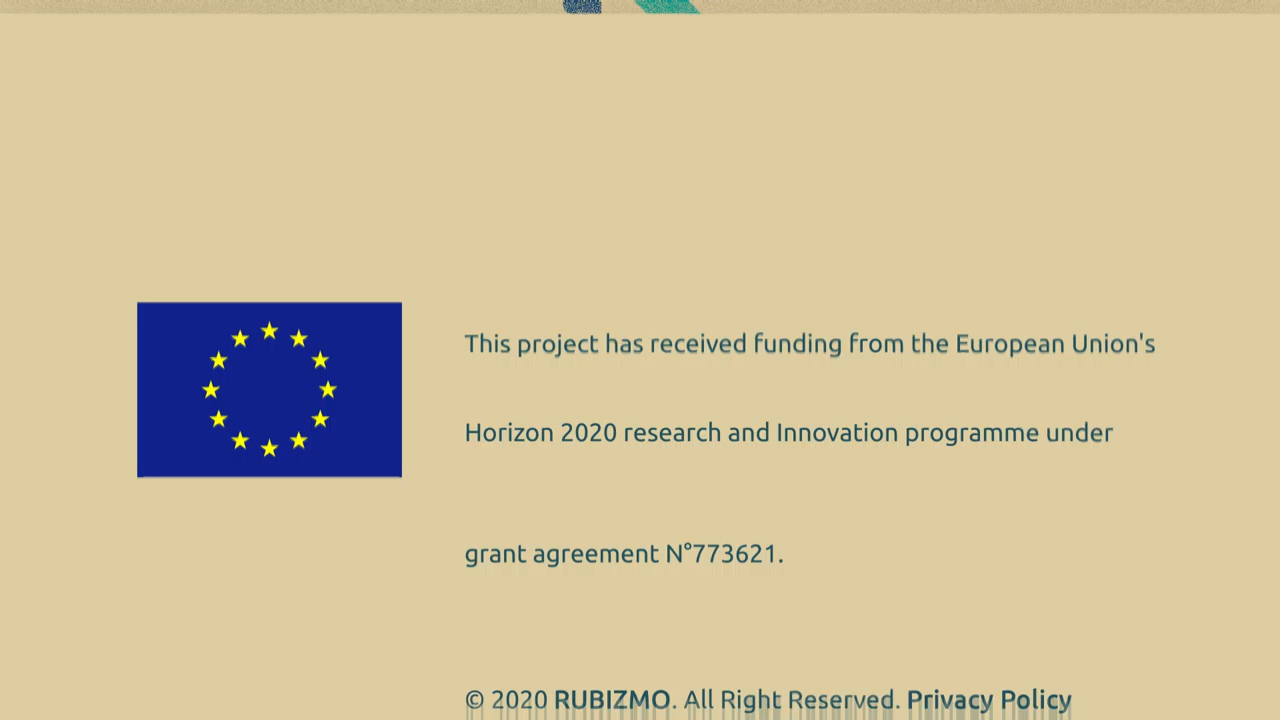 This project has received funding from the European Union's
Horizon 2020 research and Innovation programme under
grant agreement N°773621.
© 2020 RUBIZMO. All Right Reserved. Privacy Policy